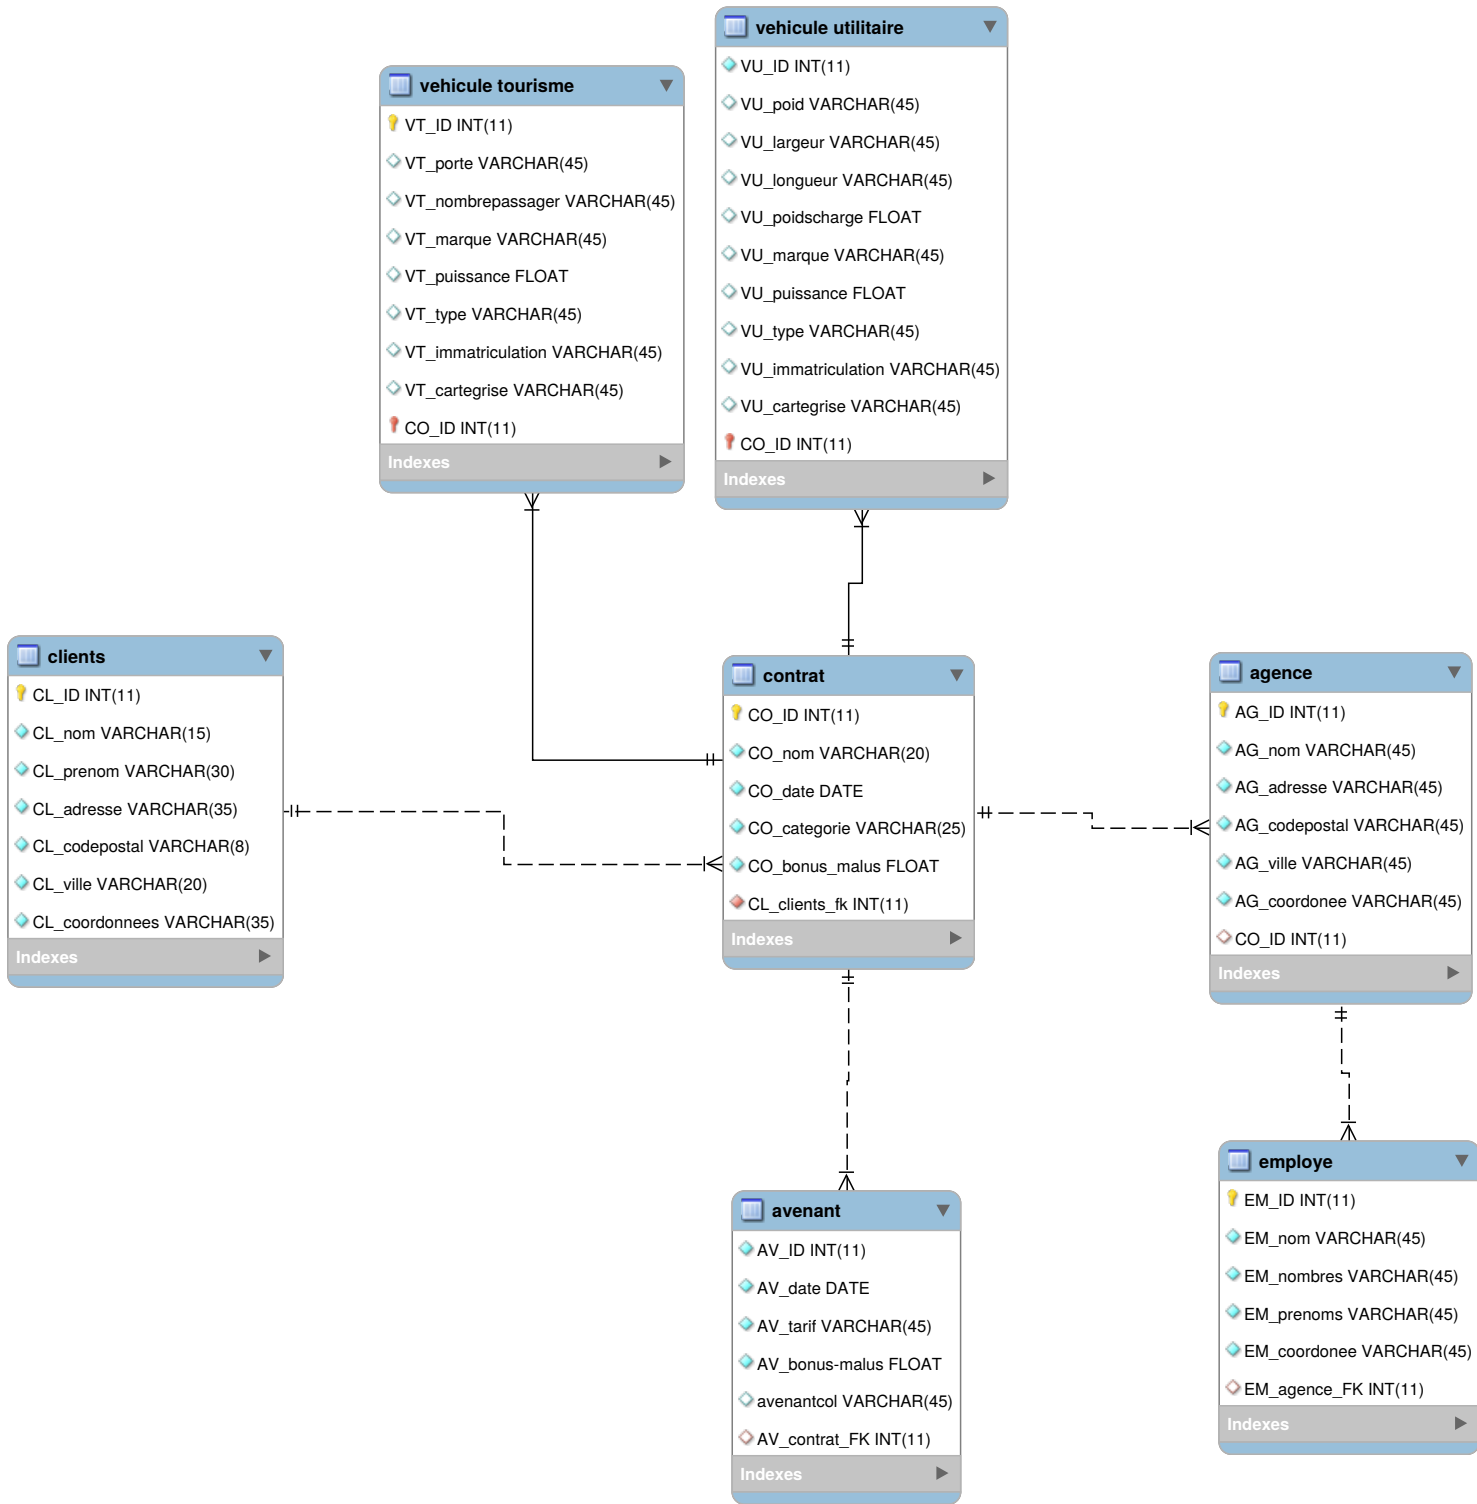 vehicule utilitaire
VU_ID INT(11)
VU_poid VARCHAR(45)
VU_largeur VARCHAR(45)
VU_longueur VARCHAR(45)
VU_poidscharge FLOAT
VU_marque VARCHAR(45)
VU_puissance FLOAT
VU_type VARCHAR(45)
VU_immatriculation VARCHAR(45)
VU_cartegrise VARCHAR(45)
CO_ID INT(11)
Indexes
vehicule tourisme
VT_ID INT(11)
VT_porte VARCHAR(45)
VT_nombrepassager VARCHAR(45)
VT_marque VARCHAR(45)
VT_puissance FLOAT
VT_type VARCHAR(45)
VT_immatriculation VARCHAR(45)
VT_cartegrise VARCHAR(45)
CO_ID INT(11)
Indexes
clients
CL_ID INT(11)
CL_nom VARCHAR(15)
CL_prenom VARCHAR(30)
CL_adresse VARCHAR(35)
CL_codepostal VARCHAR(8)
CL_ville VARCHAR(20)
CL_coordonnees VARCHAR(35)
Indexes
contrat
CO_ID INT(11)
CO_nom VARCHAR(20)
CO_date DATE
CO_categorie VARCHAR(25)
CO_bonus_malus FLOAT
CL_clients_fk INT(11)
Indexes
agence
AG_ID INT(11)
AG_nom VARCHAR(45)
AG_adresse VARCHAR(45)
AG_codepostal VARCHAR(45)
AG_ville VARCHAR(45)
AG_coordonee VARCHAR(45)
CO_ID INT(11)
Indexes
avenant
AV_ID INT(11)
AV_date DATE
AV_tarif VARCHAR(45)
AV_bonus-malus FLOAT
avenantcol VARCHAR(45)
AV_contrat_FK INT(11)
Indexes
employe
EM_ID INT(11)
EM_nom VARCHAR(45)
EM_nombres VARCHAR(45)
EM_prenoms VARCHAR(45)
EM_coordonee VARCHAR(45)
EM_agence_FK INT(11)
Indexes